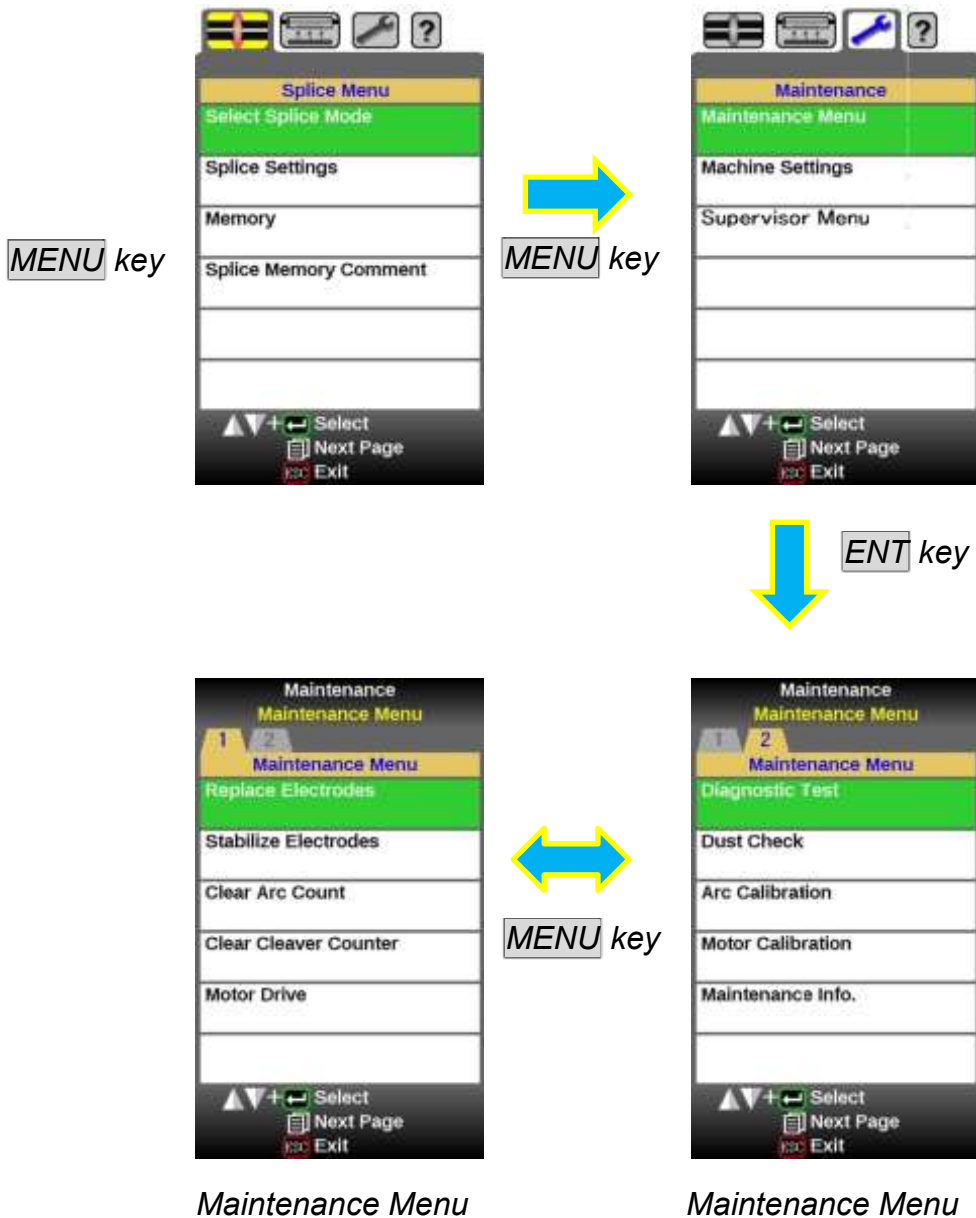 MENU key
?
Splice Menu
Select Splice Mode
Splice Settings
Memory
Splice Memory Comment
+ Select
Next Page
ESC Exit
MENU key
?
Maintenance
Maintenance Menu
Machine Settings
Supervisor Menu
+ Select
Next Page
ESC Exit
ENT key
Maintenance
Maintenance Menu
1 2
Maintenance Menu
Replace Electrodes
Stabilize Electrodes
Clear Arc Count
Clear Cleaver Counter
Motor Drive
+ Select
Next Page
ESC Exit
Maintenance Menu
MENU key
Maintenance
Maintenance Menu
1 2
Maintenance Menu
Diagnostic Test
Dust Check
Arc Calibration
Motor Calibration
Maintenance Info.
+ Select
Next Page
ESC Exit
Maintenance Menu